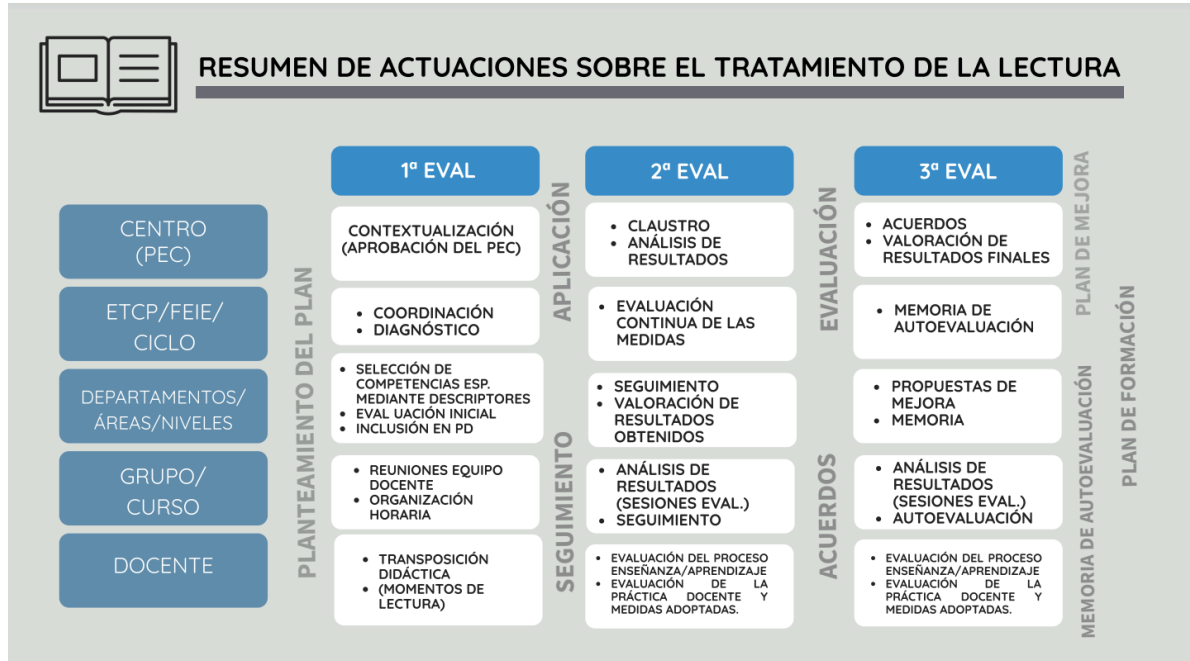 RESUMEN DE ACTUACIONES SOBRE EL TRATAMIENTO DE LA LECTURA
1ª EVAL
2ª EVAL
3ª EVAL
CENTRO
(PEC)
CONTEXTUALIZACIÓN
(APROBACIÓN DEL PEC)
• CLAUSTRO
• ANÁLISIS DE
RESULTADOS
• ACUERDOS
• VALORACIÓN DE
RESULTADOS FINALES
ETCP/FEIE/
CICLO
• COORDINACIÓN
• DIAGNÓSTICO
• EVALUACIÓN
CONTINUA DE LAS
MEDIDAS
• MEMORIA DE
AUTOEVALUACIÓN
DEPARTAMENTOS/
ÁREAS/NIVELES
• SELECCIÓN DE
COMPETENCIAS ESP.
MEDIANTE DESCRIPTORES
• EVAL UACIÓN INICIAL
• INCLUSIÓN EN PD
• SEGUIMIENTO
• VALORACIÓN DE
RESULTADOS
OBTENIDOS
• PROPUESTAS DE
MEJORA
• MEMORIA
GRUPO/
CURSO
• REUNIONES EQUIPO
DOCENTE
• ORGANIZACIÓN
HORARIA
• ANÁLISIS DE
RESULTADOS
(SESIONES EVAL.)
• SEGUIMIENTO
• ANÁLISIS DE
RESULTADOS
(SESIONES EVAL.)
• AUTOEVALUACIÓN
DOCENTE
• TRANSPOSICIÓN
DIDÁCTICA
• (MOMENTOS DE
LECTURA)
• EVALUACIÓN DEL PROCESO
ENSEÑANZA/APRENDIZAJE
• EVALUACIÓN DE LA
PRÁCTICA DOCENTE Y
MEDIDAS ADOPTADAS.
• EVALUACIÓN DEL PROCESO
ENSEÑANZA/APRENDIZAJE
• EVALUACIÓN DE LA
PRÁCTICA DOCENTE Y
MEDIDAS ADOPTADAS.
PLANTEAMIENTO DEL PLAN
APLICACIÓN
SEGUIMIENTO
EVALUACIÓN
ACUERDOS
PLAN DE MEJORA
MEMORIA DE AUTOEVALUACIÓN
PLAN DE FORMACIÓN